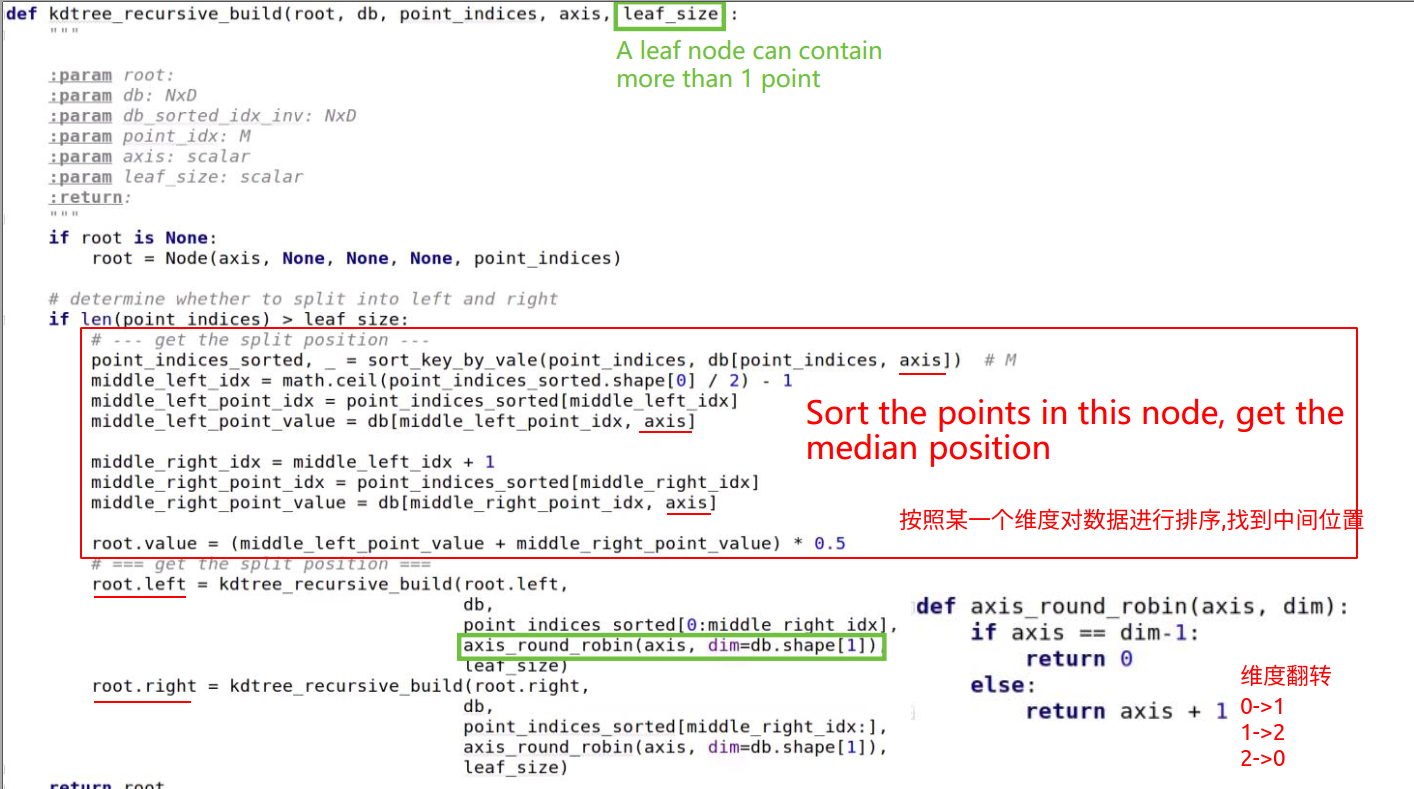 def kdtree_recursive_build(root, db, point_indices, axis, leaf_size):
"""
A leaf node can contain
more than 1 point
:param root:
:param db: NxD
:param db_sorted_idx_inv: NxD
:param point_idx: M
:param axis: scalar
:param leaf_size: scalar
:return:
"""
if root is None:
root = Node(axis, None, None, None, point_indices)
# determine whether to split into left and right
if len(point_indices) > leaf_size:
# --- get the split position ---
point_indices_sorted, _ = sort_key_by_vale(point_indices, db[point_indices, axis]) # M
middle_left_idx = math.ceil(point_indices_sorted.shape[0] / 2) - 1
middle_left_point_idx = point_indices_sorted[middle_left_idx]
middle_left_point_value = db[middle_left_point_idx, axis]
Sort the points in this node, get the
median position
middle_right_idx = middle_left_idx + 1
middle_right_point_idx = point_indices_sorted[middle_right_idx]
middle_right_point_value = db[middle_right_point_idx, axis]
按照某一个维度对数据进行排序,找到中间位置
root.value = (middle_left_point_value + middle_right_point_value) * 0.5
# === get the split position ===
root.left = kdtree_recursive_build(root.left,
db,
point_indices_sorted[0:middle_right_idx],
axis_round_robin(axis, dim=db.shape[1])
leaf_size)
root.right = kdtree_recursive_build(root.right,
db,
point_indices_sorted[middle_right_idx:],
axis_round_robin(axis, dim=db.shape[1]),
leaf_size)
return root
def axis_round_robin(axis, dim):
if axis == dim-1:
return 0
else:
return axis + 1
维度翻转
0->1
1->2
2->0